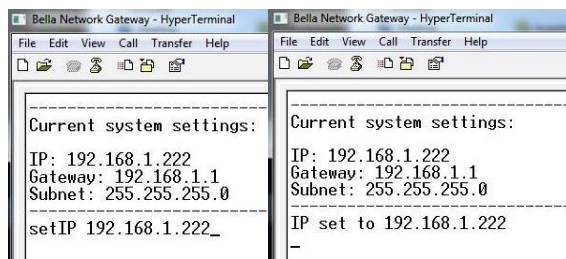 Bella Network Gateway - HyperTerminal
File Edit View Call Transfer Help
Current system settings:
IP: 192.168.1.222
Gateway: 192.168.1.1
Subnet: 255.255.255.0
setIP 192.168.1.222_
Bella Network Gateway - HyperTerminal
File Edit View Call Transfer Help
Current system settings:
IP: 192.168.1.222
Gateway: 192.168.1.1
Subnet: 255.255.255.0
IP set to 192.168.1.222
_